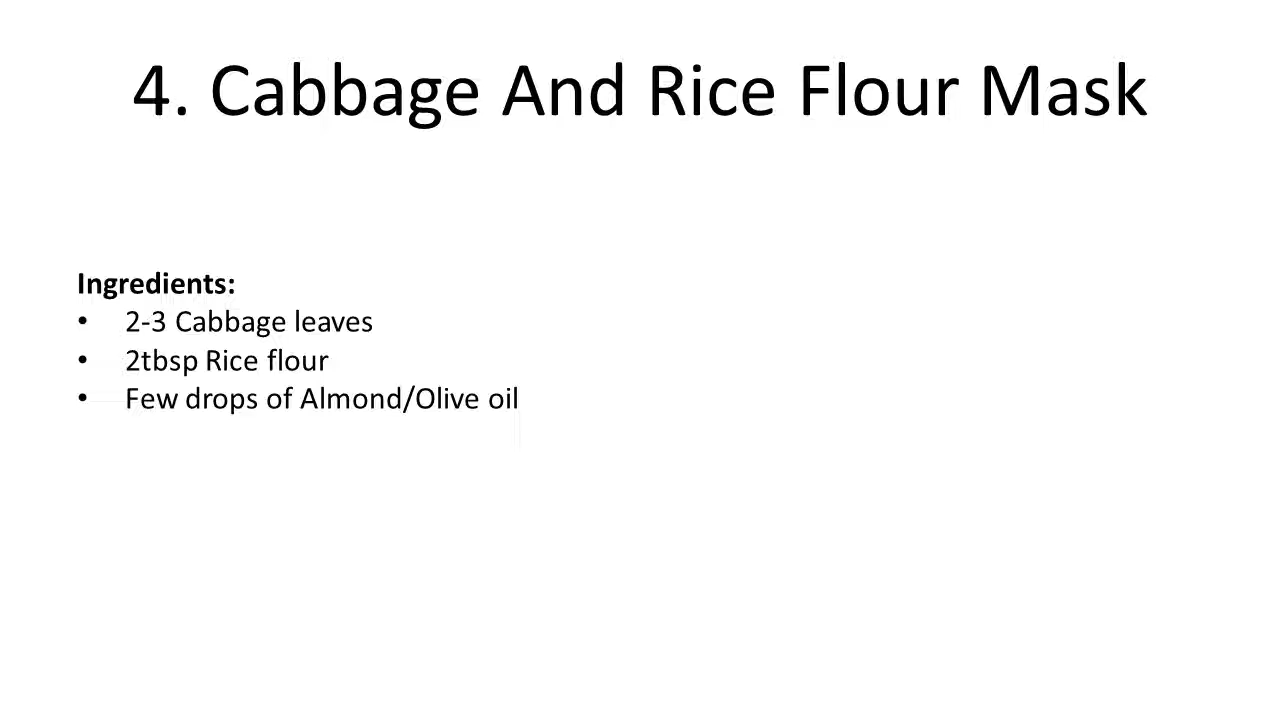 4. Cabbage And Rice Flour Mask
Ingredients:
• 2-3 Cabbage leaves
• 2tbsp Rice flour
• Few drops of Almond/Olive oil